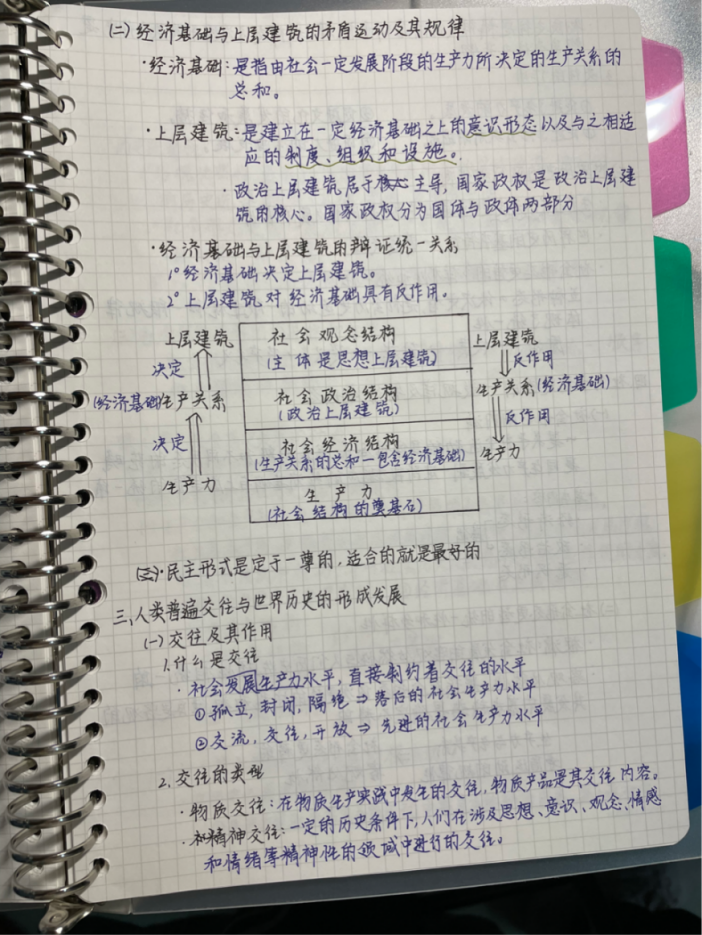 (二) 经济基础与上层建筑的矛盾运动及其规律
·经济基础：是指由社会一定发展阶段的生产力所决定的生产关系的
总和。
·上层建筑：是建立在一定经济基础之上的意识形态以及与之相适
应的制度、组织和设施。
·政治上层建筑居于主导，国家政权是政治上层建
筑的核心。国家政权分为国体与政体两部分
·经济基础与上层建筑的辩证统一关系
1°经济基础决定上层建筑。
2°上层建筑对经济基础具有反作用。
上层建筑
决定
(经济基础)生产关系
决定
生产力
社会观念结构
(主体是思想上层建筑)
社会政治结构
(政治上层建筑)
社会经济结构
(生产关系的总和—包含经济基础)
生产力
(社会结构的奠基石)
上层建筑
反作用
生产关系(经济基础)
反作用
生产力
·民主形式是定于一尊的，适合的就是最好的
三、人类普遍交往与世界历史的形成发展
(一) 交往及其作用
1.什么是交往
·社会发展生产力水平，直接制约着交往的水平
①孤立，封闭，隔绝⇒落后的社会生产力水平
②交流，交往，开放⇒先进的社会生产力水平
2.交往的类型
·物质交往：在物质生产实践中发生的交往，物质产品是其交往内容。
·精神交往：一定的历史条件下，人们在涉及思想、意识、观念、情感
和情绪等精神性的领域中进行的交往。